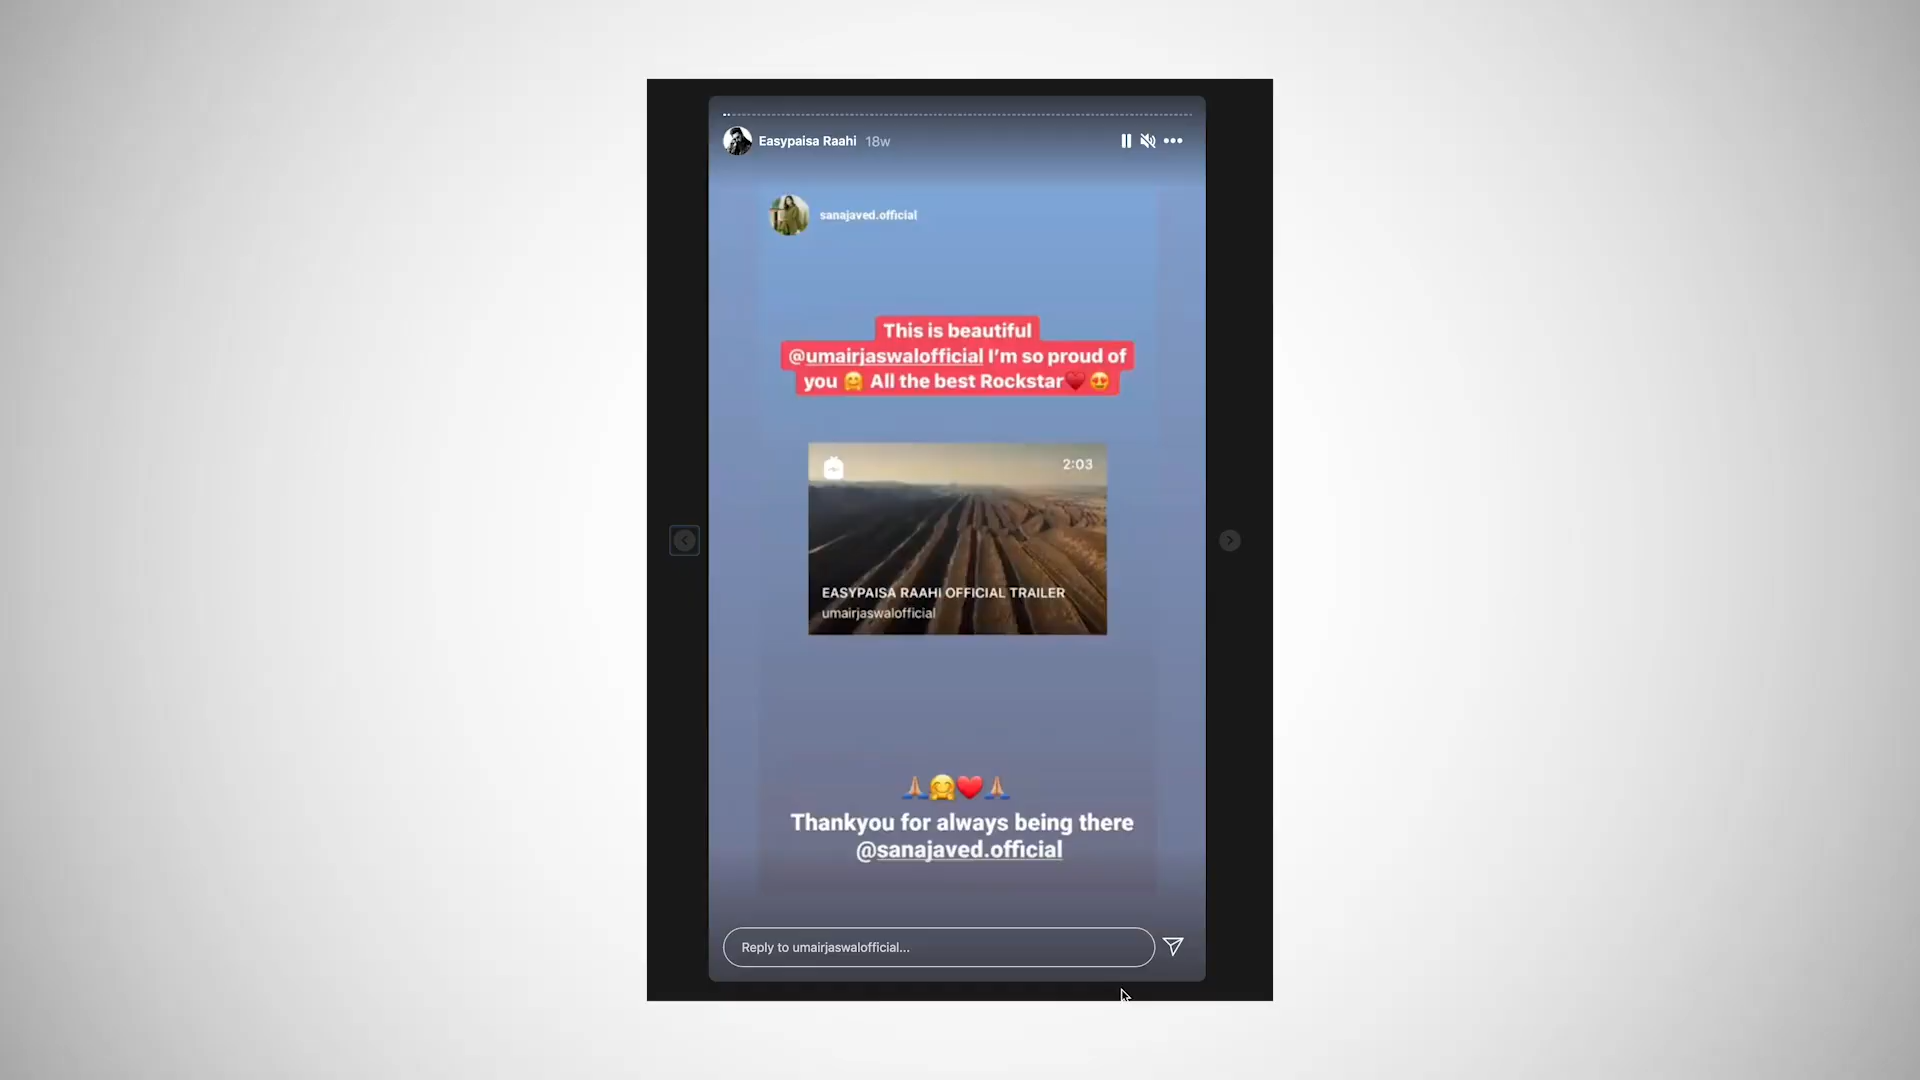 Easypaisa Raahi 18w
sanajaved.official
This is beautiful
@umairjaswalofficial I’m so proud of
you 🤗 All the best Rockstar❤️ 😍
2:03
EASYPAISA RAAHI OFFICIAL TRAILER
umairjaswalofficial
🙏🤗❤️🙏
Thankyou for always being there
@sanajaved.official
Reply to umairjaswalofficial...